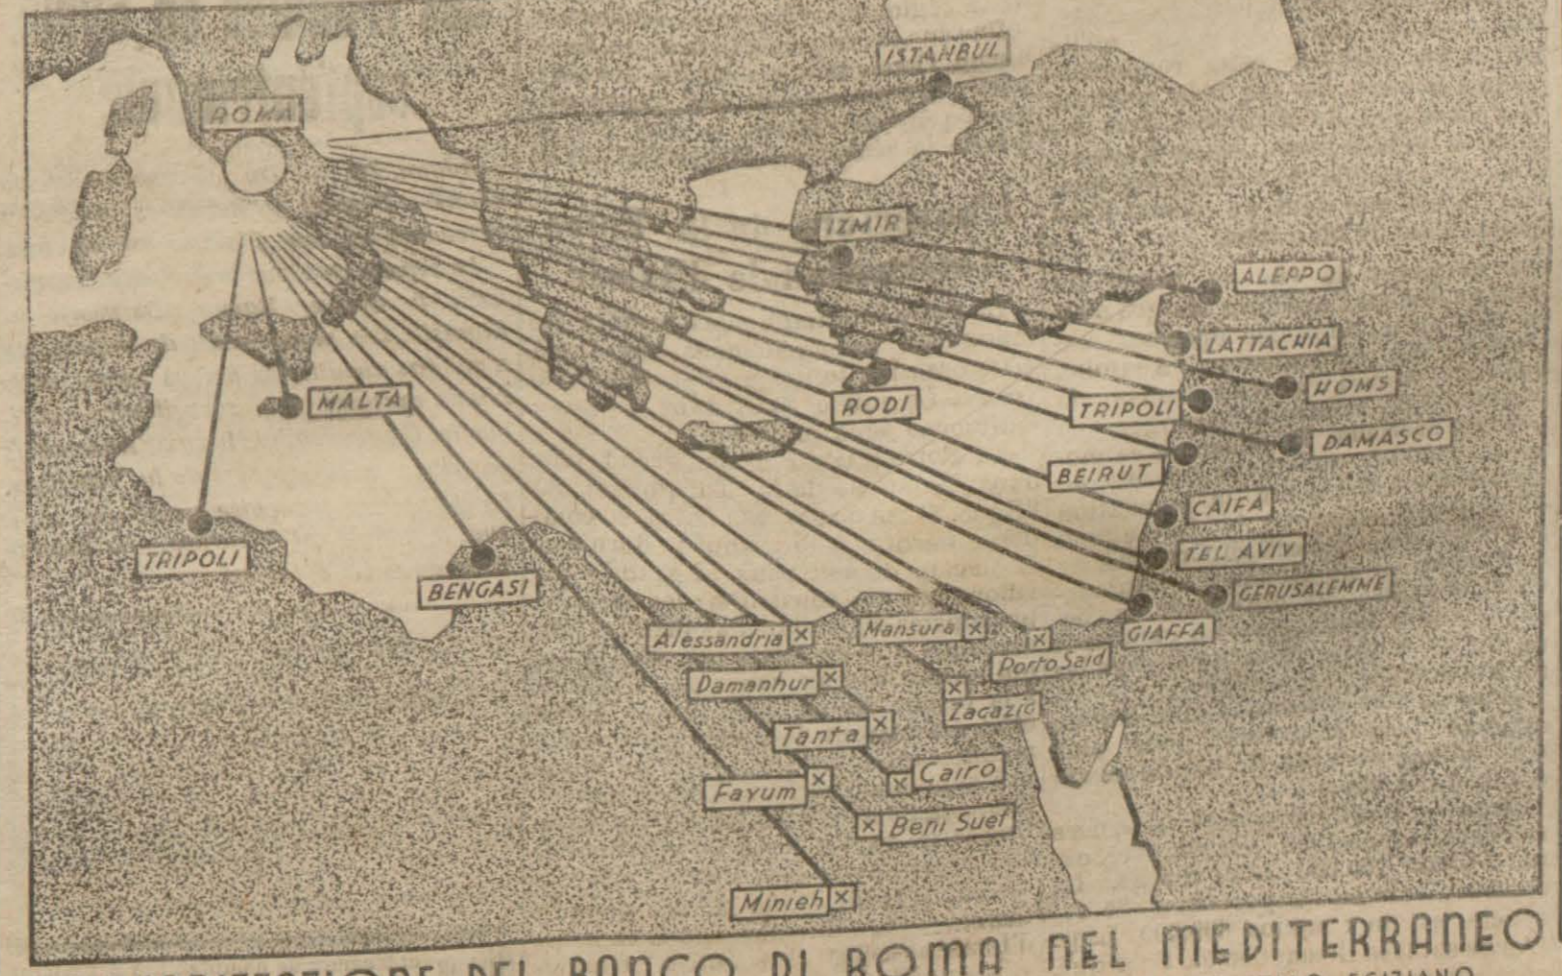 ISTANBUL
ROMA
IZMIR
ALEPPO
LATTACHIA
HOMS
MALTA
RODI
TRIPOLI
DAMASCO
BEIRUT
CAIFA
TRIPOLI
TEL AVIV
BENGASI
GERUSALEMME
Alessandria
Mansura
GIAFFA
Porto Said
Damanhur
Zagazig
Tanta
Cairo
Fayum
Beni Suef
Minieh
DEL BANCO DI ROMA NEL MEDITERRANEO